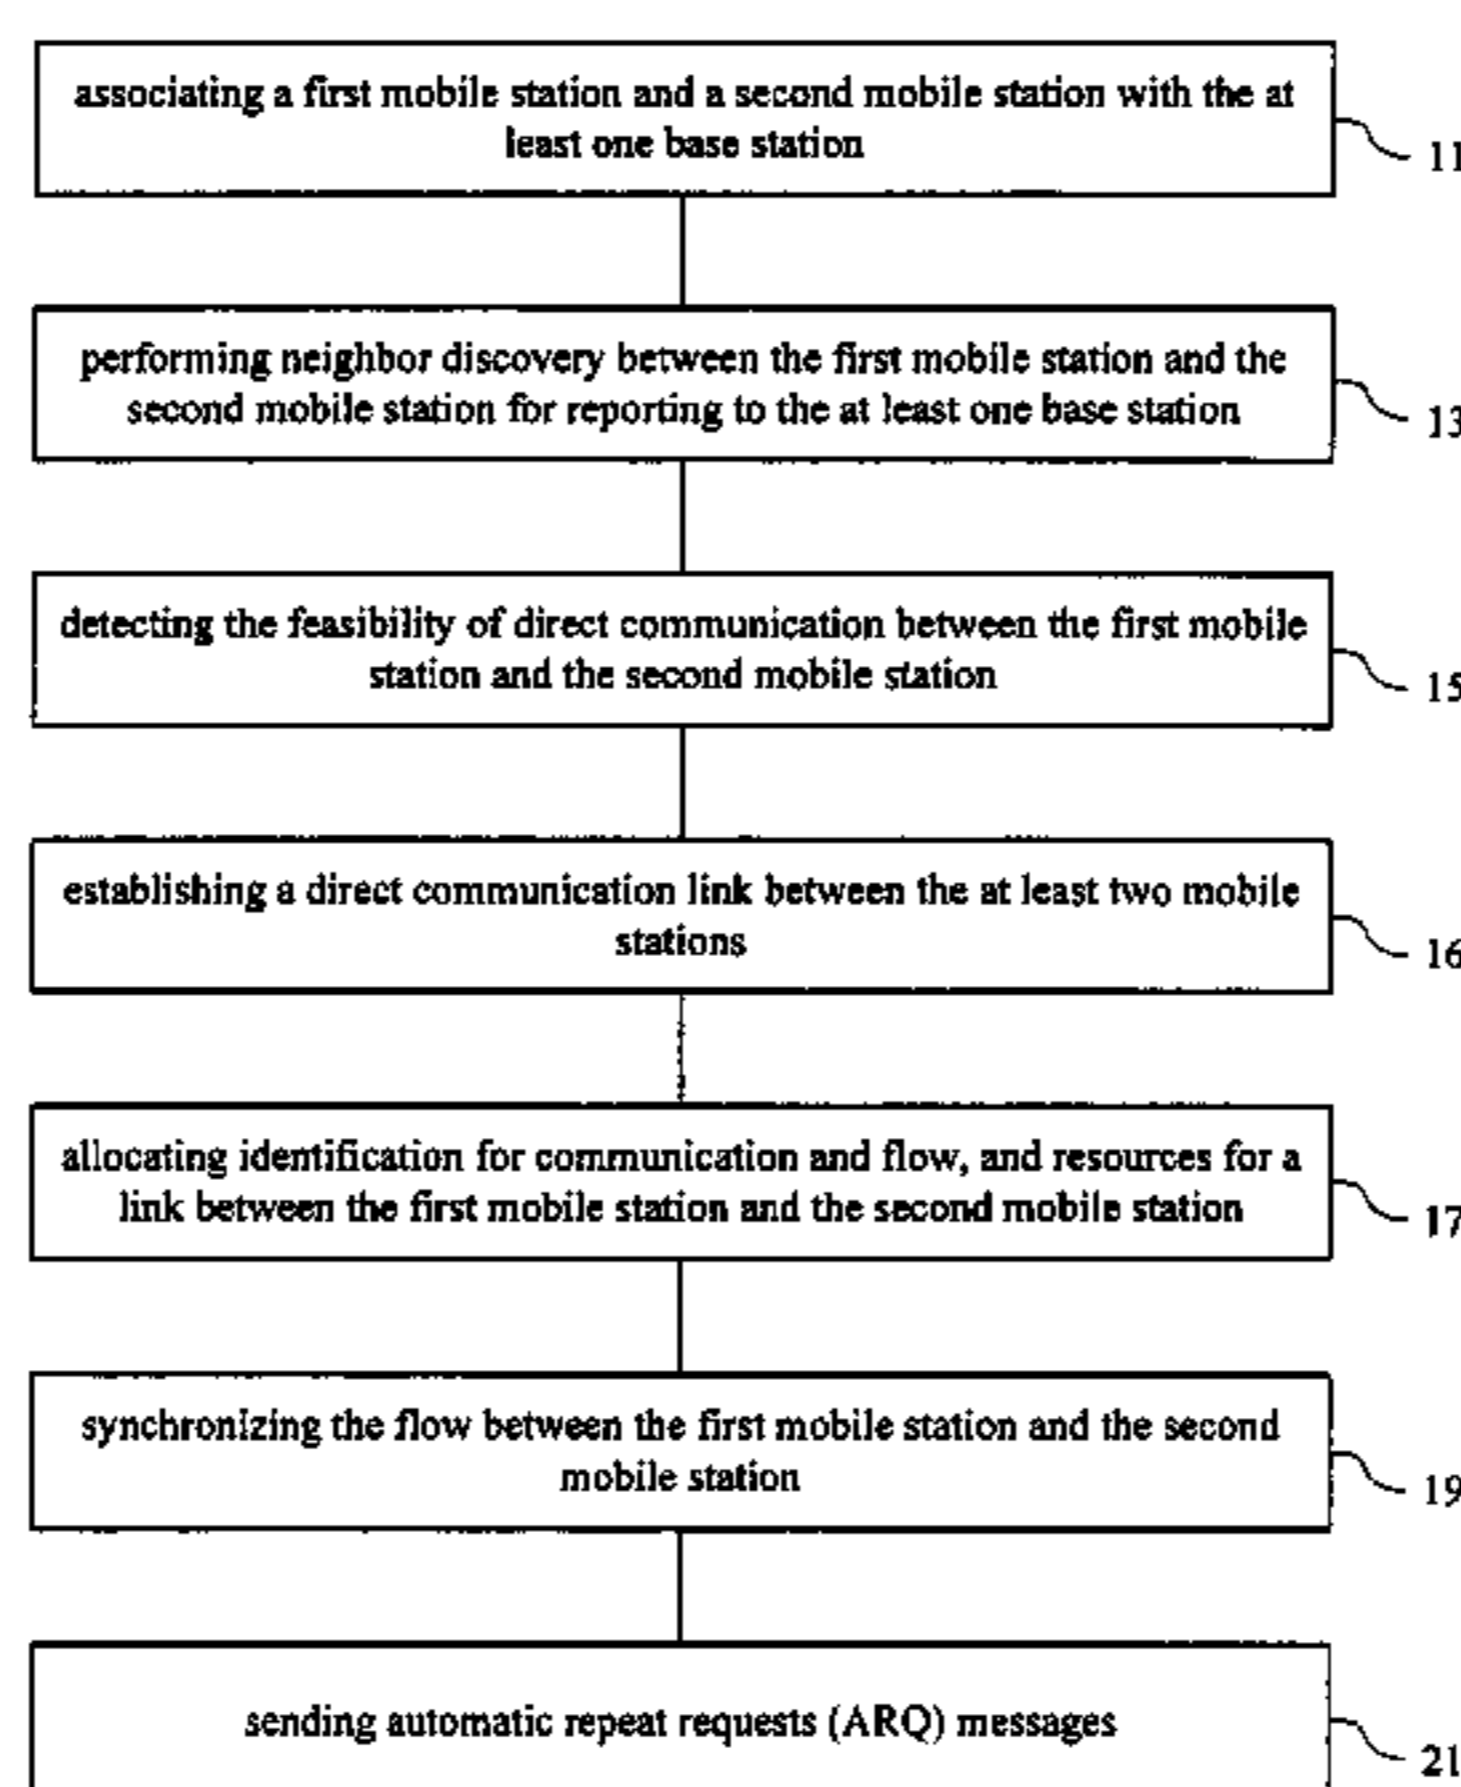 associating a first mobile station and a second mobile station with the at
least one base station
11
performing neighbor discovery between the first mobile station and the
second mobile station for reporting to the at least one base station
13
detecting the feasibility of direct communication between the first mobile
station and the second mobile station
15
establishing a direct communication link between the at least two mobile
stations
16
allocating identification for communication and flow, and resources for a
link between the first mobile station and the second mobile station
17
synchronizing the flow between the first mobile station and the second
mobile station
19
sending automatic repeat requests (ARQ) messages
21